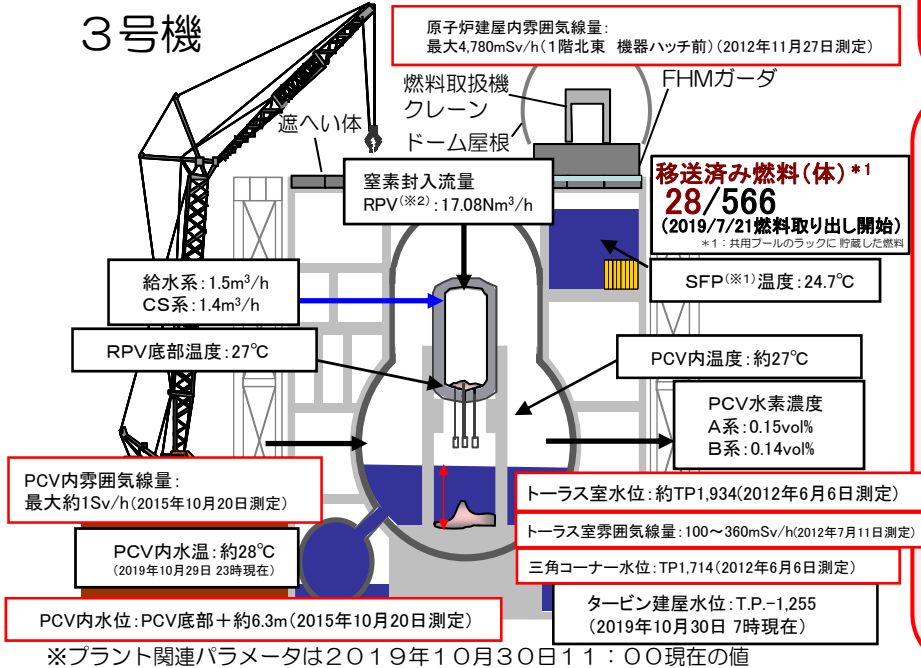 3号機
原子炉建屋内雰囲気線量:
最大4,780mSv/h(1階北東 機器ハッチ前)(2012年11月27日測定)
燃料取扱機
クレーン
FHMガーダ
遮へい体
ドーム屋根
窒素封入流量
RPV(※2):17.08Nm³/h
移送済み燃料(体)*1
28/566
(2019/7/21燃料取り出し開始)
*1:共用プールのラックに貯蔵した燃料
給水系:1.5m³/h
CS系:1.4m³/h
SFP(※1)温度:24.7℃
RPV底部温度:27℃
PCV内温度:約27℃
PCV水素濃度
A系:0.15vol%
B系:0.14vol%
PCV内雰囲気線量:
最大約1Sv/h(2015年10月20日測定)
トーラス室水位:約TP1,934(2012年6月6日測定)
トーラス室雰囲気線量:100～360mSv/h(2012年7月11日測定)
PCV内水温:約28℃
(2019年10月29日 23時現在)
三角コーナー水位:TP1,714(2012年6月6日測定)
PCV内水位:PCV底部+約6.3m(2015年10月20日測定)
タービン建屋水位:T.P.-1,255
(2019年10月30日 7時現在)
※プラント関連パラメータは2019年10月30日11:00現在の値